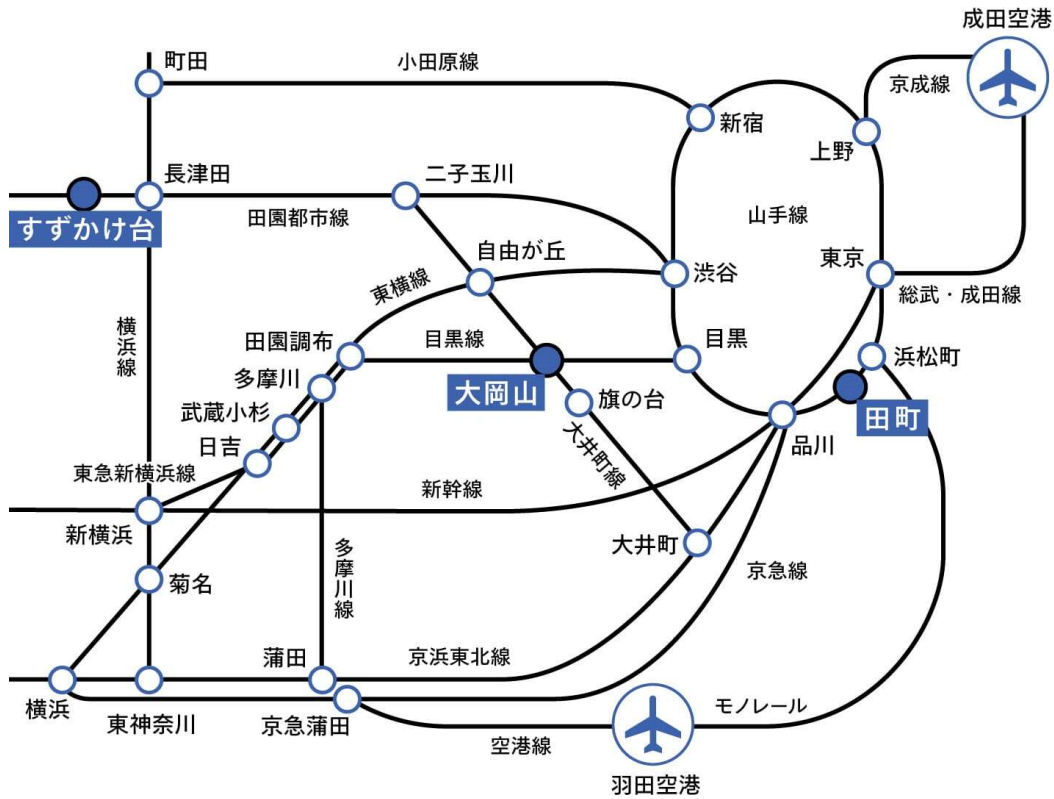 成田空港
町田
小田原線
京成線
新宿
上野
長津田
二子玉川
すずかけ台
田園都市線
山手線
自由が丘
東横線
渋谷
東京
総武・成田線
横浜線
田園調布
目黒線
目黒
浜松町
多摩川
大岡山
旗の台
田町
武蔵小杉
日吉
大井町線
品川
東急新横浜線
新幹線
新横浜
大井町
多摩川線
京急線
菊名
蒲田
京浜東北線
横浜
東神奈川
京急蒲田
モノレール
空港線
羽田空港